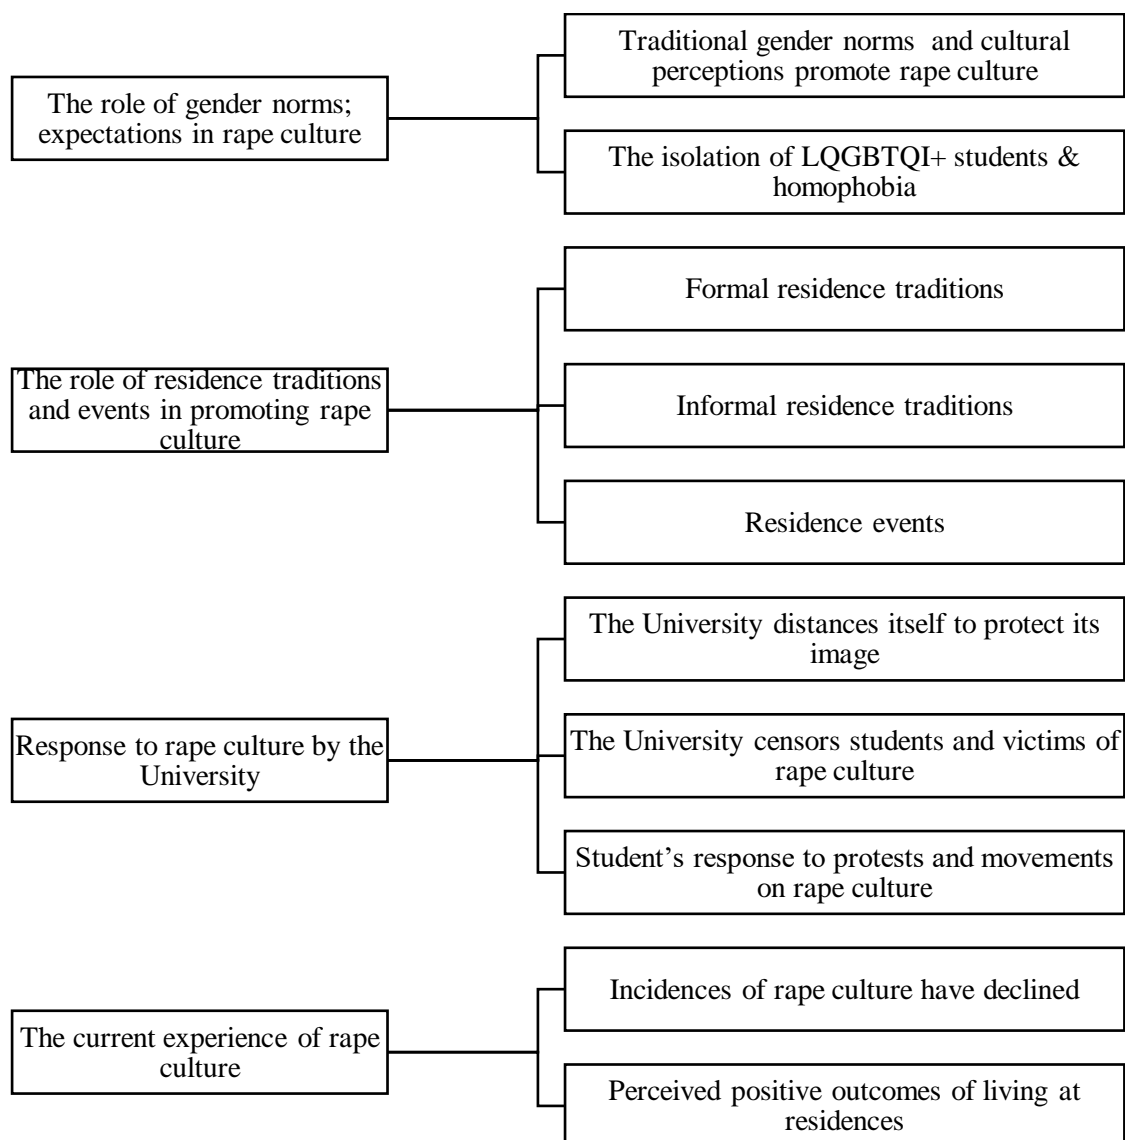 The role of gender norms;
expectations in rape culture
Traditional gender norms and cultural
perceptions promote rape culture
The isolation of LQGBTQI+ students &
homophobia
The role of residence traditions
and events in promoting rape
culture
Formal residence traditions
Informal residence traditions
Residence events
Response to rape culture by the
University
The University distances itself to protect its
image
The University censors students and victims of
rape culture
Student’s response to protests and movements
on rape culture
The current experience of rape
culture
Incidences of rape culture have declined
Perceived positive outcomes of living at
residences